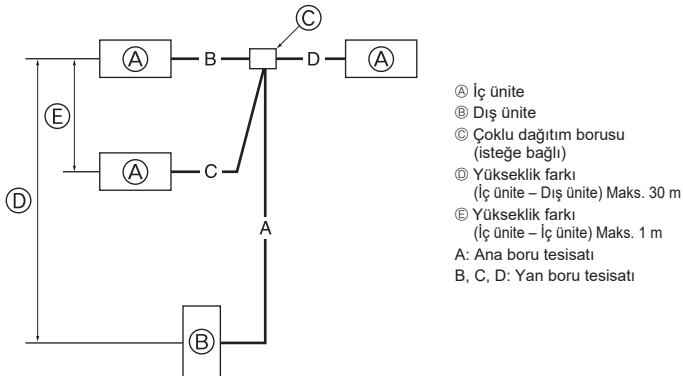 Ⓒ
Ⓐ B D Ⓐ
Ⓔ
Ⓐ C
Ⓓ
A
Ⓑ
Ⓐ İç ünite
Ⓑ Dış ünite
Ⓒ Çoklu dağıtım borusu
(isteğe bağlı)
Ⓓ Yükseklik farkı
(İç ünite – Dış ünite) Maks. 30 m
Ⓔ Yükseklik farkı
(İç ünite – İç ünite) Maks. 1 m
A: Ana boru tesisatı
B, C, D: Yan boru tesisatı